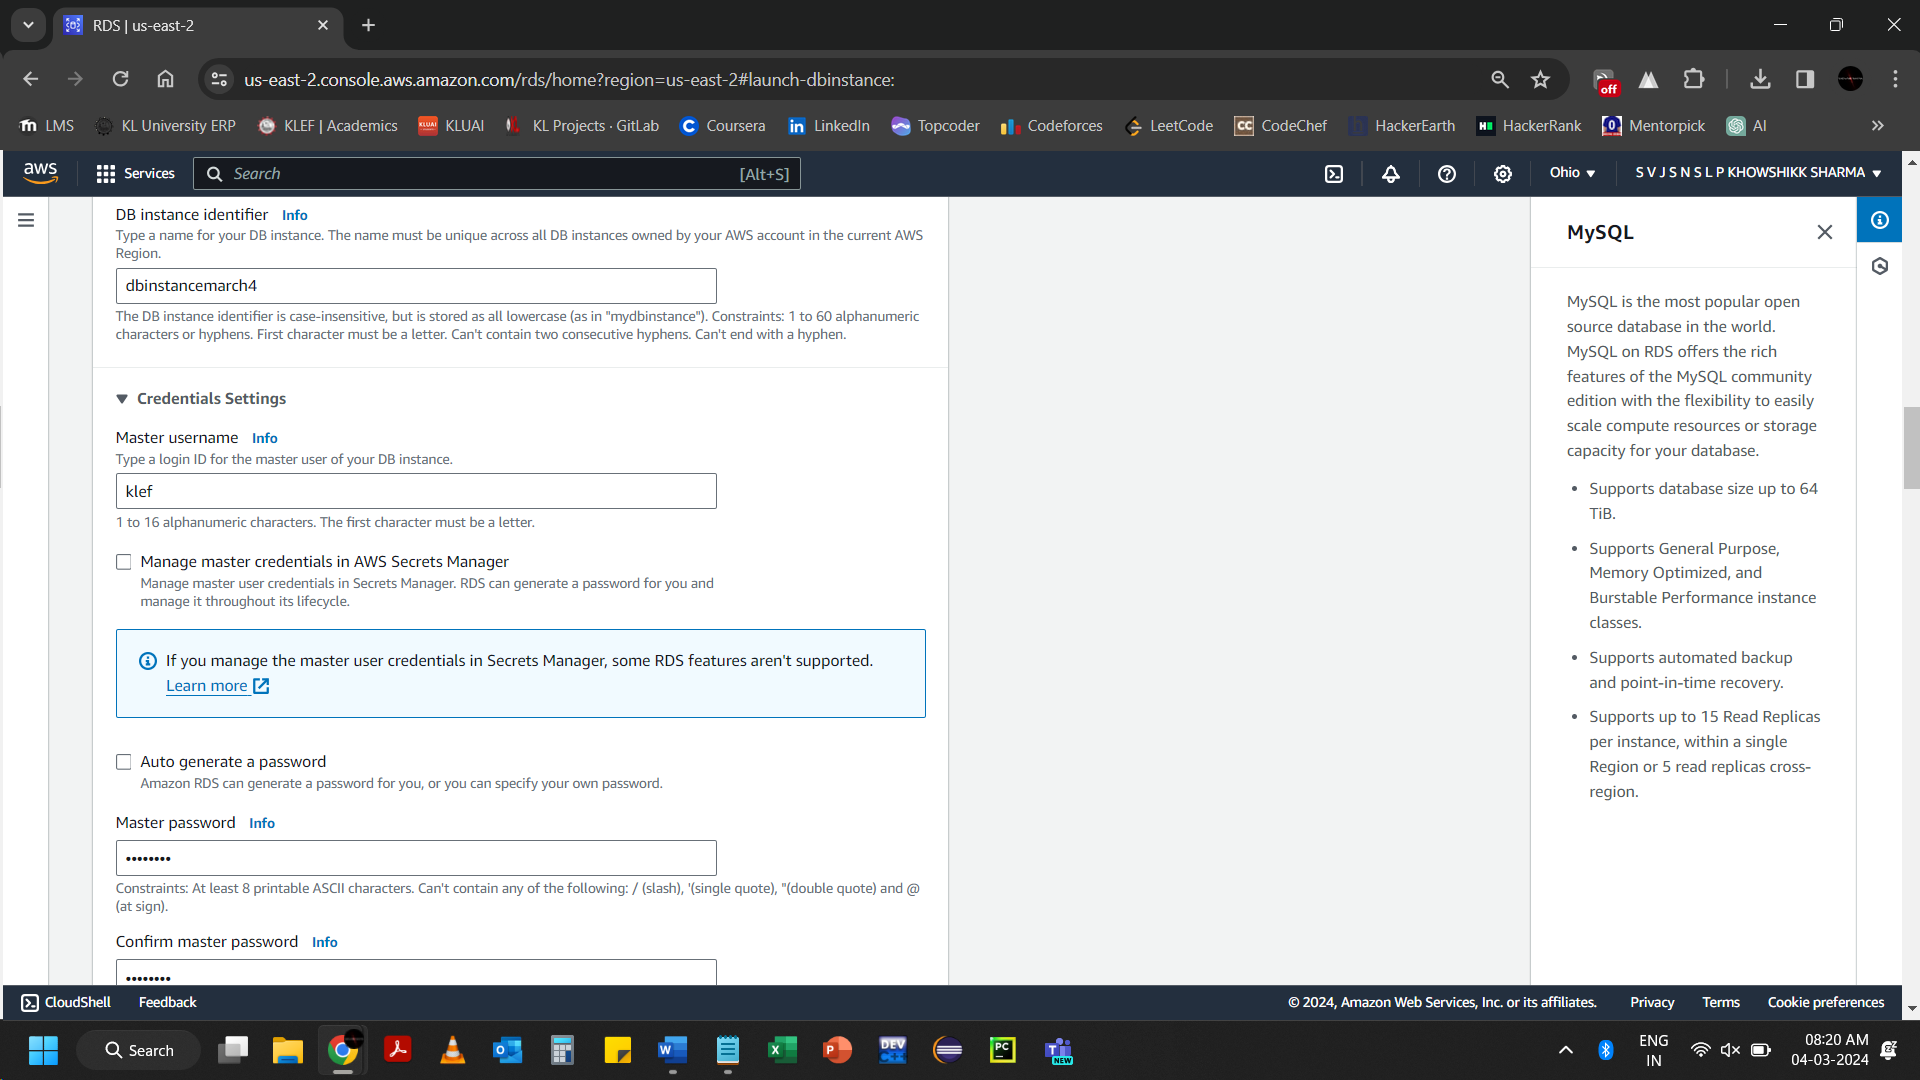 RDS | us-east-2
us-east-2.console.aws.amazon.com/rds/home?region=us-east-2#launch-dbinstance:
off
LMS
KL University ERP
KLEF | Academics
KLUAI
KLUAI
KL Projects · GitLab
Coursera
LinkedIn
Topcoder
Codeforces
LeetCode
CodeChef
HackerEarth
HackerRank
Mentorpick
AI
aws
Services
Search
[Alt+S]
Ohio
S V J S N S L P KHOWSHIKK SHARMA
DB instance identifier Info
Type a name for your DB instance. The name must be unique across all DB instances owned by your AWS account in the current AWS
Region.
dbinstancemarch4
The DB instance identifier is case-insensitive, but is stored as all lowercase (as in "mydbinstance"). Constraints: 1 to 60 alphanumeric
characters or hyphens. First character must be a letter. Can't contain two consecutive hyphens. Can't end with a hyphen.
Credentials Settings
Master username Info
Type a login ID for the master user of your DB instance.
klef
1 to 16 alphanumeric characters. The first character must be a letter.
Manage master credentials in AWS Secrets Manager
Manage master user credentials in Secrets Manager. RDS can generate a password for you and
manage it throughout its lifecycle.
If you manage the master user credentials in Secrets Manager, some RDS features aren't supported.
Learn more
Auto generate a password
Amazon RDS can generate a password for you, or you can specify your own password.
Master password Info
••••••••
Constraints: At least 8 printable ASCII characters. Can't contain any of the following: / (slash), '(single quote), "(double quote) and @
(at sign).
Confirm master password Info
••••••••
MySQL
MySQL is the most popular open
source database in the world.
MySQL on RDS offers the rich
features of the MySQL community
edition with the flexibility to easily
scale compute resources or storage
capacity for your database.
• Supports database size up to 64
TiB.
• Supports General Purpose,
Memory Optimized, and
Burstable Performance instance
classes.
• Supports automated backup
and point-in-time recovery.
• Supports up to 15 Read Replicas
per instance, within a single
Region or 5 read replicas cross-
region.
CloudShell
Feedback
© 2024, Amazon Web Services, Inc. or its affiliates.
Privacy
Terms
Cookie preferences
Search
DEV
PC
NEW
ENG
IN
08:20 AM
04-03-2024